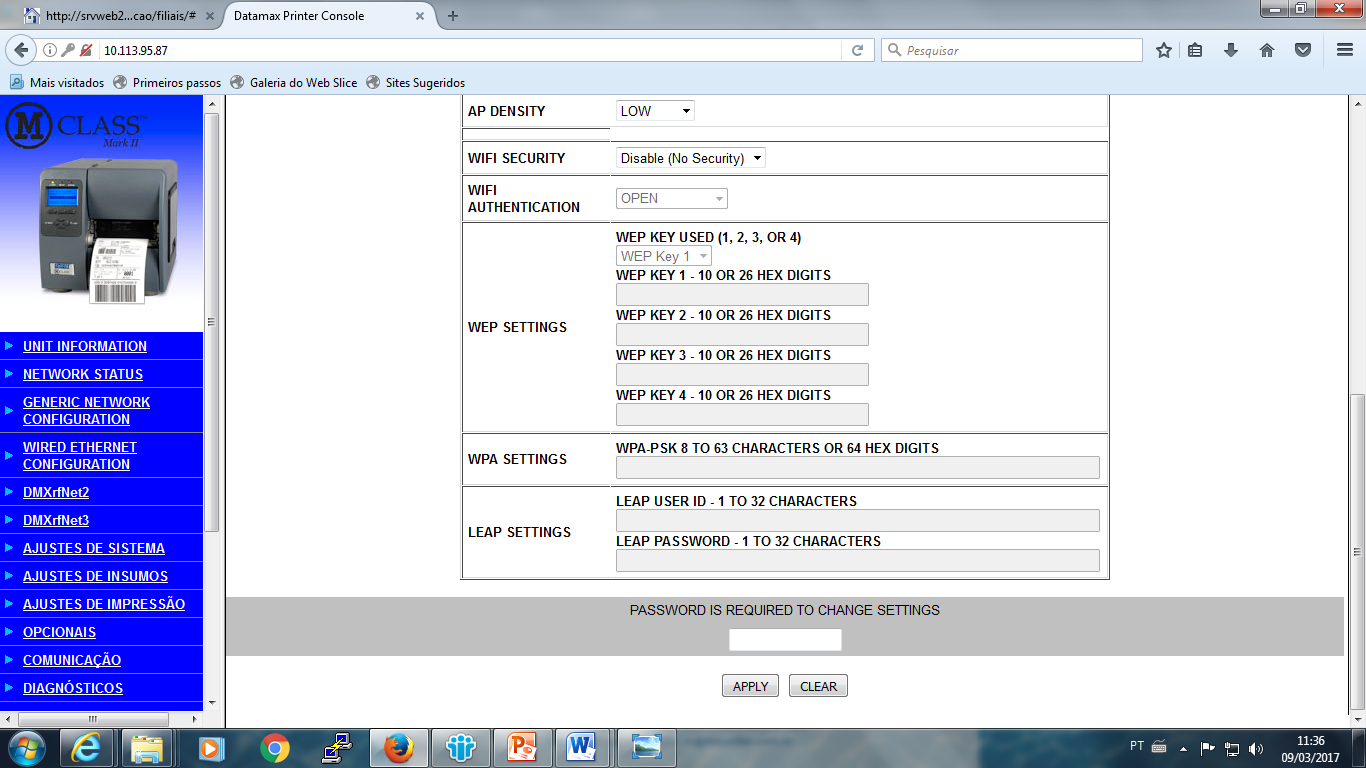 http://srvweb2...cao/filiais/#
Datamax Printer Console
10.113.95.87
Pesquisar
Mais visitados
Primeiros passos
Galeria do Web Slice
Sites Sugeridos
M CLASS™
Mark II
UNIT INFORMATION
NETWORK STATUS
GENERIC NETWORK
CONFIGURATION
WIRED ETHERNET
CONFIGURATION
DMXrfNet2
DMXrfNet3
AJUSTES DE SISTEMA
AJUSTES DE INSUMOS
AJUSTES DE IMPRESSÃO
OPCIONAIS
COMUNICAÇÃO
DIAGNÓSTICOS
AP DENSITY
LOW
WIFI SECURITY
Disable (No Security)
WIFI
AUTHENTICATION
OPEN
WEP SETTINGS
WEP KEY USED (1, 2, 3, OR 4)
WEP Key 1
WEP KEY 1 - 10 OR 26 HEX DIGITS
WEP KEY 2 - 10 OR 26 HEX DIGITS
WEP KEY 3 - 10 OR 26 HEX DIGITS
WEP KEY 4 - 10 OR 26 HEX DIGITS
WPA SETTINGS
WPA-PSK 8 TO 63 CHARACTERS OR 64 HEX DIGITS
LEAP SETTINGS
LEAP USER ID - 1 TO 32 CHARACTERS
LEAP PASSWORD - 1 TO 32 CHARACTERS
PASSWORD IS REQUIRED TO CHANGE SETTINGS
APPLY
CLEAR
PT
11:36
09/03/2017